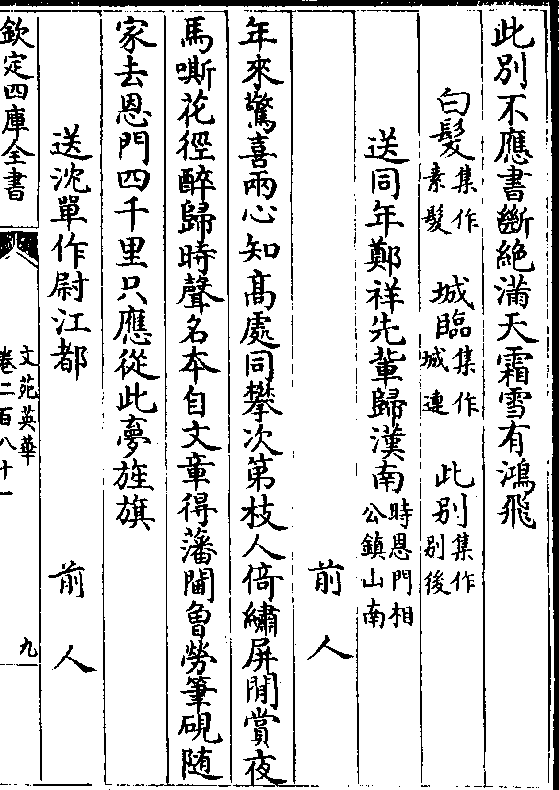 此別不應書斷絶滿天霜雪有鴻飛
白髮集作素髮　城臨集作城連　此別集作別後
送同年鄭祥先輩歸漢南時恩門相公鎮山南
前人
年來驚喜兩心知髙處同攀次第枝人倚繡屏閒賞夜
馬嘶花徑醉歸時聲名本自文章得藩閫曽勞筆硯随
家去恩門四千里只應從此夢旌旗
送沈單作尉江都
前人
欽定四庫全書
文苑英華
卷二百八十一
九